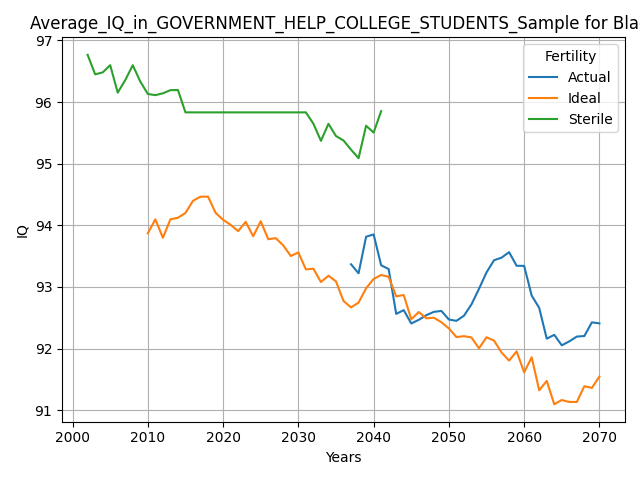 Average_IQ_in_GOVERNMENT_HELP_COLLEGE_STUDENTS_Sample for Bla
97
96
95
94
93
92
91
IQ
Fertility
Actual
Ideal
Sterile
2000 2010 2020 2030 2040 2050 2060 2070
Years